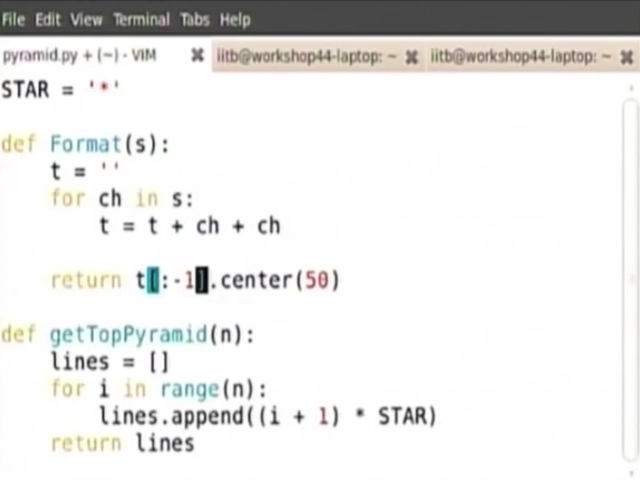 File Edit View Terminal Tabs Help
pyramid.py + (~) - VIM ✖ iitb@workshop44-laptop: ~ ✖ iitb@workshop44-laptop: ~ ✖
STAR = '*'
def Format(s):
    t = ''
    for ch in s:
        t = t + ch + ch
    return t[:-1].center(50)
def getTopPyramid(n):
    lines = []
    for i in range(n):
        lines.append((i + 1) * STAR)
    return lines